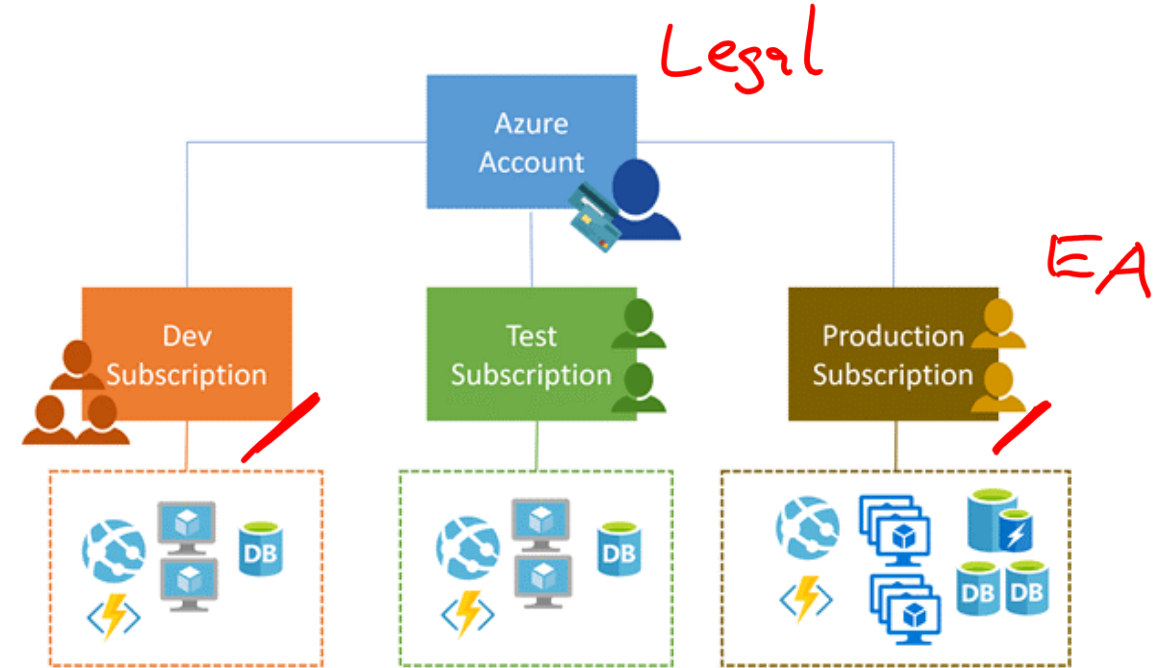 Legal
Azure
Account
EA
Dev
Subscription
Test
Subscription
Production
Subscription
DB
DB
DB
DB